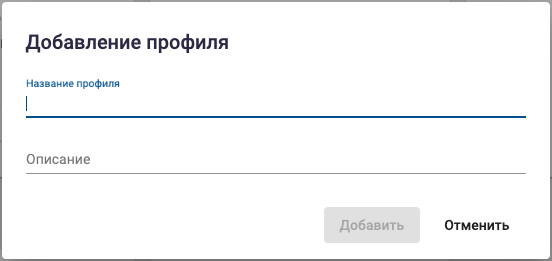 Добавление профиля
Название профиля
Описание
Добавить
Отменить